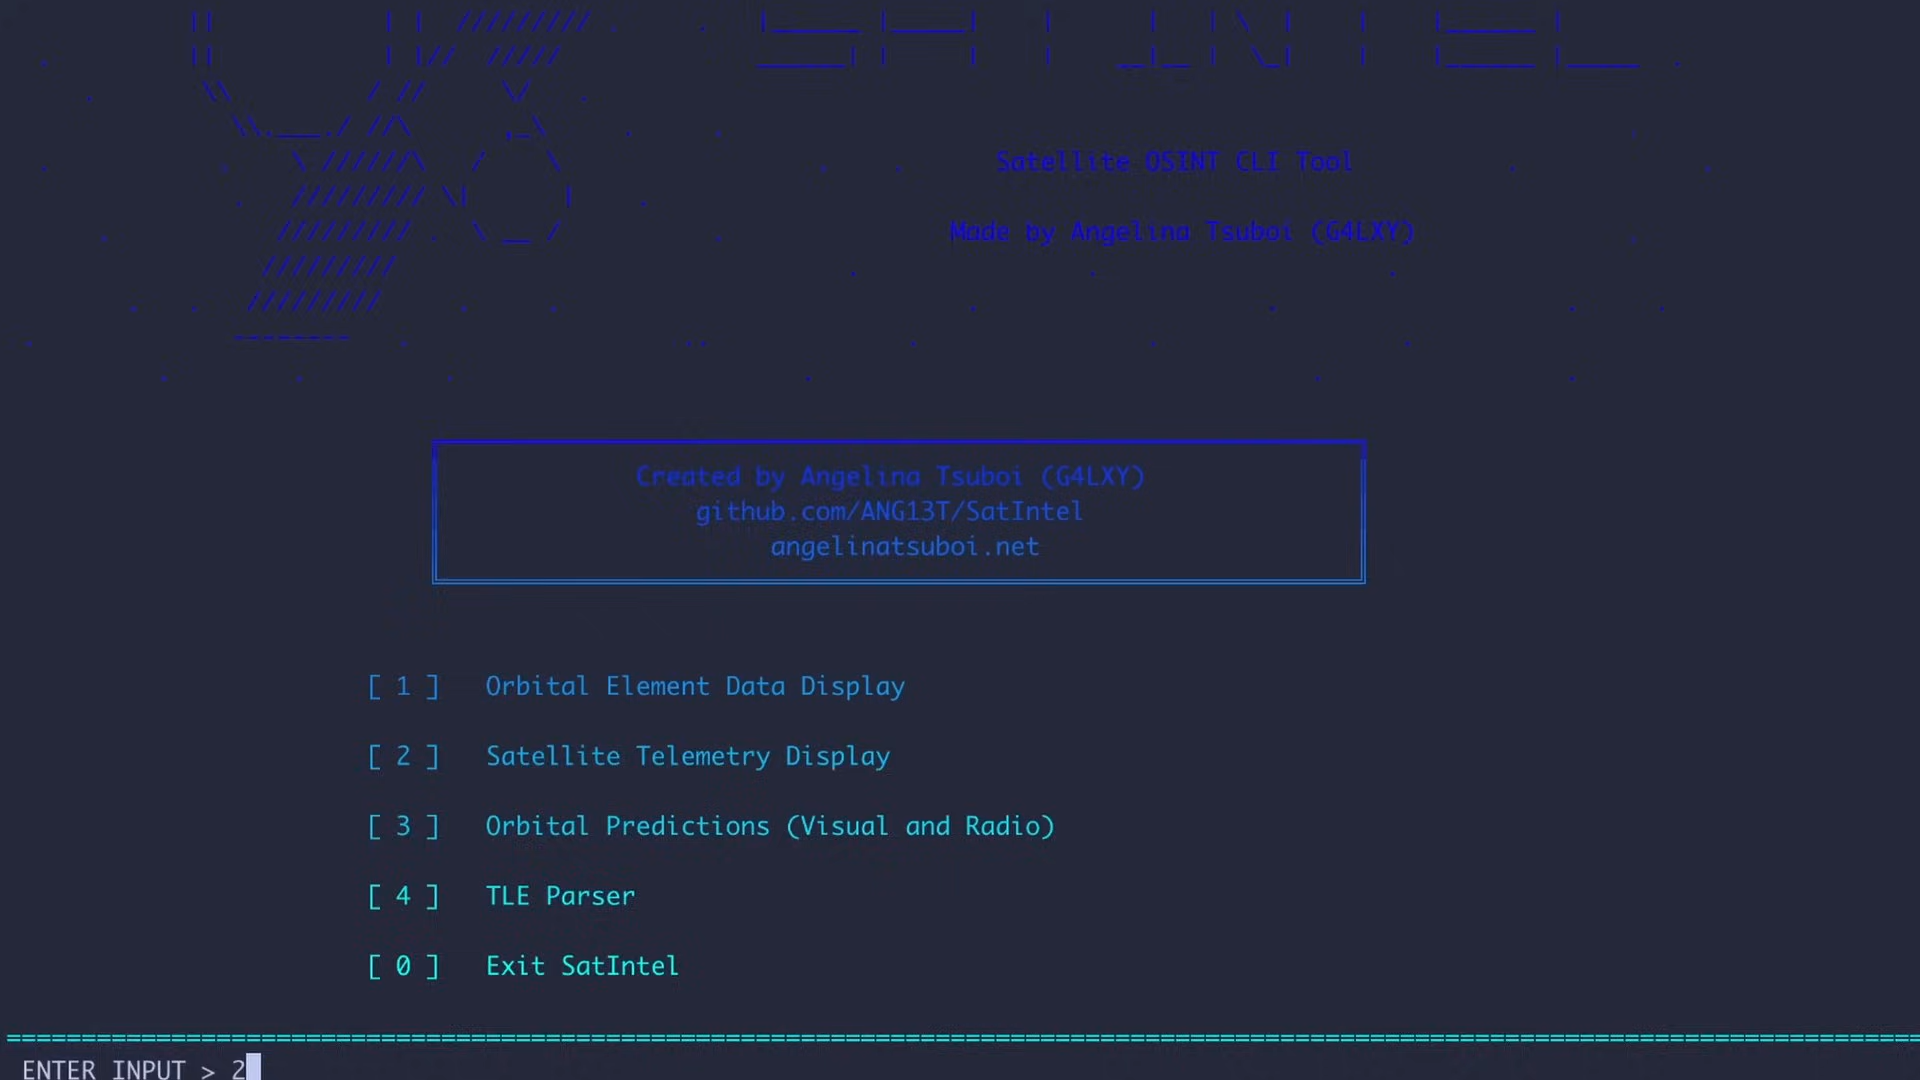 Satellite OSINT CLI Tool
Made by Angelina Tsuboi (G4LXY)
Created by Angelina Tsuboi (G4LXY)
github.com/ANG13T/SatIntel
angelinatsuboi.net
[ 1 ] Orbital Element Data Display
[ 2 ] Satellite Telemetry Display
[ 3 ] Orbital Predictions (Visual and Radio)
[ 4 ] TLE Parser
[ 0 ] Exit SatIntel
ENTER INPUT > 2